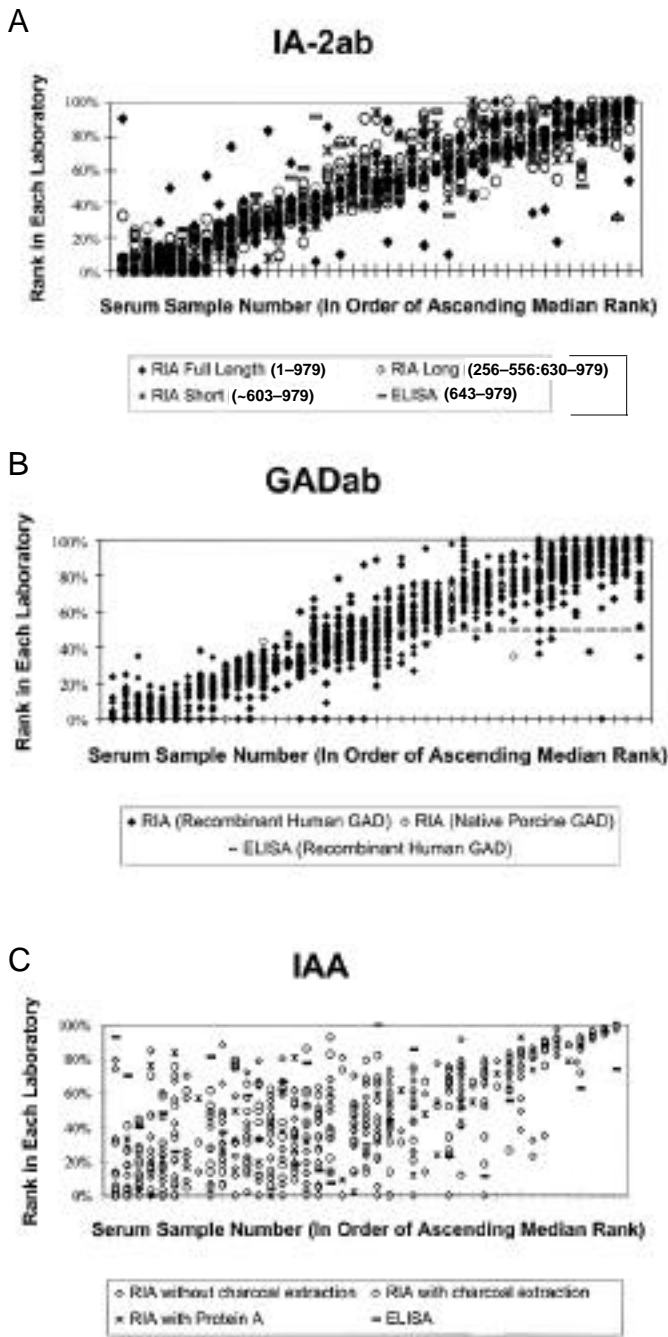 A
IA-2ab
Rank in Each Laboratory
100%
80%
60%
40%
20%
0%
Serum Sample Number (In Order of Ascending Median Rank)
RIA Full Length (1–979) RIA Long (256–556:630–979)
RIA Short (~603–979) ELISA (643–979)
B
GADab
Rank in Each Laboratory
100%
80%
60%
40%
20%
0%
Serum Sample Number (In Order of Ascending Median Rank)
RIA (Recombinant Human GAD) RIA (Native Porcine GAD)
ELISA (Recombinant Human GAD)
C
IAA
Rank in Each Laboratory
100%
80%
60%
40%
20%
0%
Serum Sample Number (In Order of Ascending Median Rank)
RIA without charcoal extraction RIA with charcoal extraction
RIA with Protein A ELISA